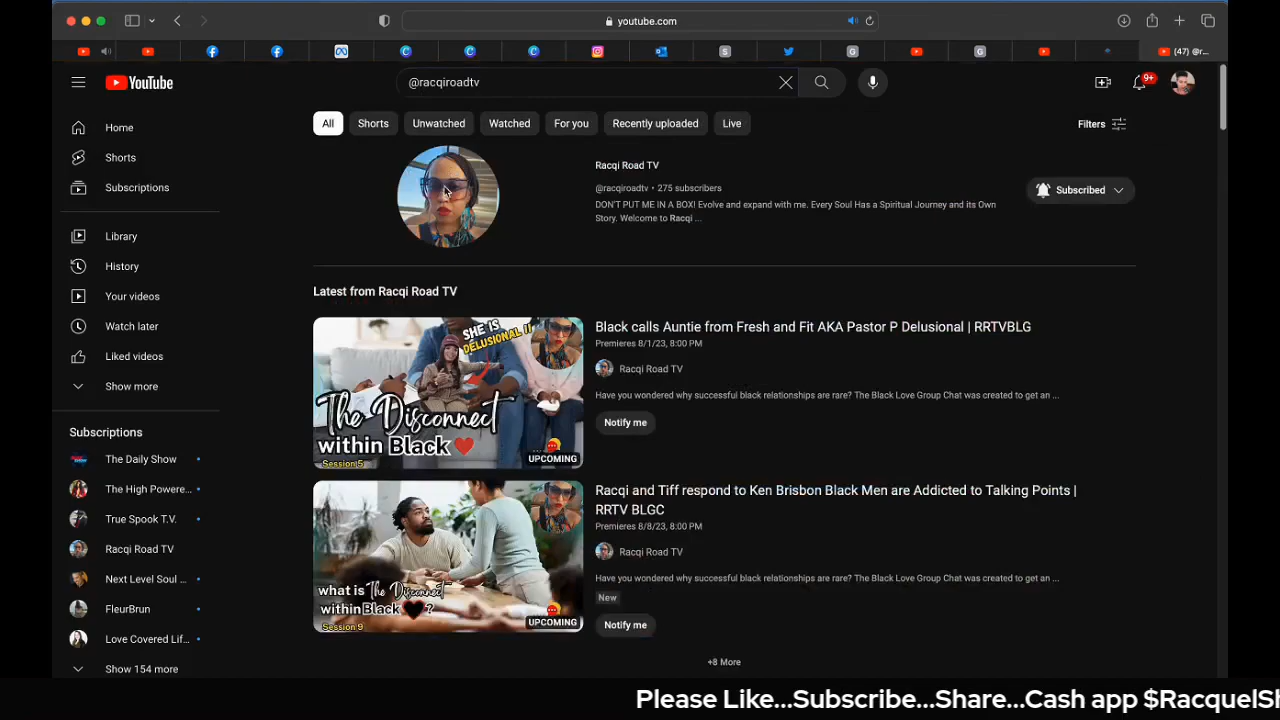 youtube.com
(47) @r...
YouTube
@racqiroadtv
9+
All
Shorts
Unwatched
Watched
For you
Recently uploaded
Live
Filters
Home
Shorts
Subscriptions
Library
History
Your videos
Watch later
Liked videos
Show more
Subscriptions
The Daily Show
The High Powere...
True Spook T.V.
Racqi Road TV
Next Level Soul ...
FleurBrun
Love Covered Lif...
Show 154 more
Racqi Road TV
@racqiroadtv • 275 subscribers
DON'T PUT ME IN A BOX! Evolve and expand with me. Every Soul Has a Spiritual Journey and its Own
Story. Welcome to Racqi ...
Subscribed
Latest from Racqi Road TV
SHE IS
DELUSIONAL !!
The Disconnect
within Black
Session 5
UPCOMING
Black calls Auntie from Fresh and Fit AKA Pastor P Delusional | RRTVBLG
Premieres 8/1/23, 8:00 PM
Racqi Road TV
Have you wondered why successful black relationships are rare? The Black Love Group Chat was created to get an ...
Notify me
what is The Disconnect
within Black ?
Session 9
UPCOMING
Racqi and Tiff respond to Ken Brisbon Black Men are Addicted to Talking Points |
RRTV BLGC
Premieres 8/8/23, 8:00 PM
Racqi Road TV
Have you wondered why successful black relationships are rare? The Black Love Group Chat was created to get an ...
New
Notify me
+8 More
Please Like...Subscribe...Share...Cash app $RacquelSh